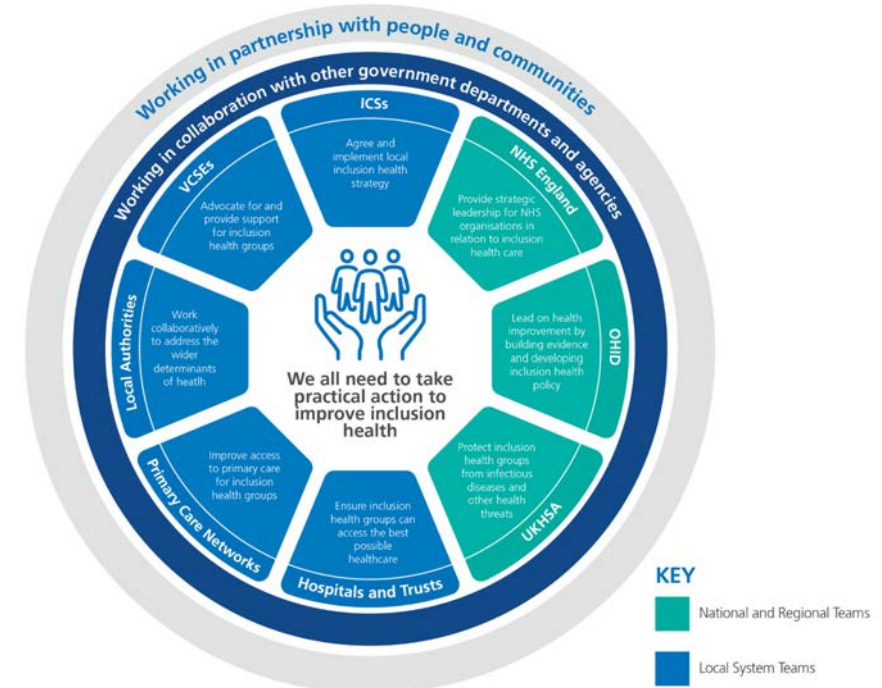 Working in partnership with people and communities
Working in collaboration with other government departments and agencies
ICSs
Agree and
implement local
inclusion health
strategy
NHS England
Provide strategic
leadership for NHS
organisations in
relation to inclusion
health care
OHID
Lead on health
improvement by
building evidence
and developing
inclusion health
policy
UKHSA
Protect inclusion
health groups
from infectious
diseases and
other health
threats
Hospitals and Trusts
Ensure inclusion
health groups can
access the best
possible
healthcare
Primary Care Networks
Improve access
to primary care
for inclusion
health groups
Local Authorities
Work
collaboratively
to address the
wider
determinants
of heatlh
VCSEs
Advocate for and
provide support
for inclusion
health groups
We all need to take
practical action to
improve inclusion
health
KEY
National and Regional Teams
Local System Teams